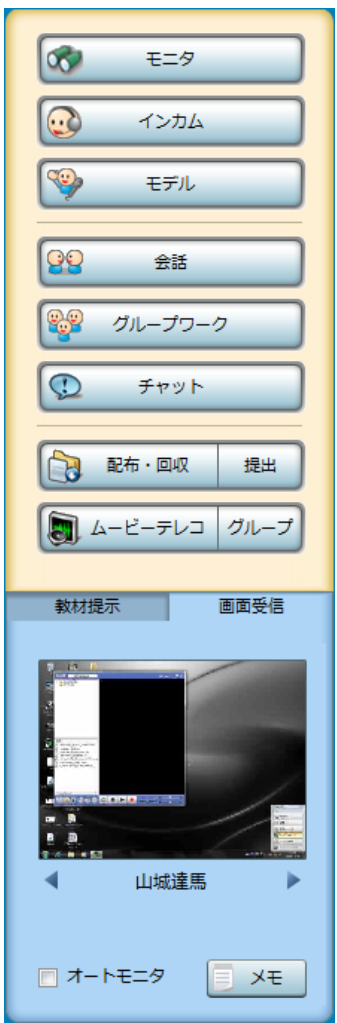 モニタ
インカム
モデル
会話
グループワーク
チャット
配布・回収 提出
ムービーテレコ グループ
教材提示 画面受信
山城達馬
オートモニタ メモ